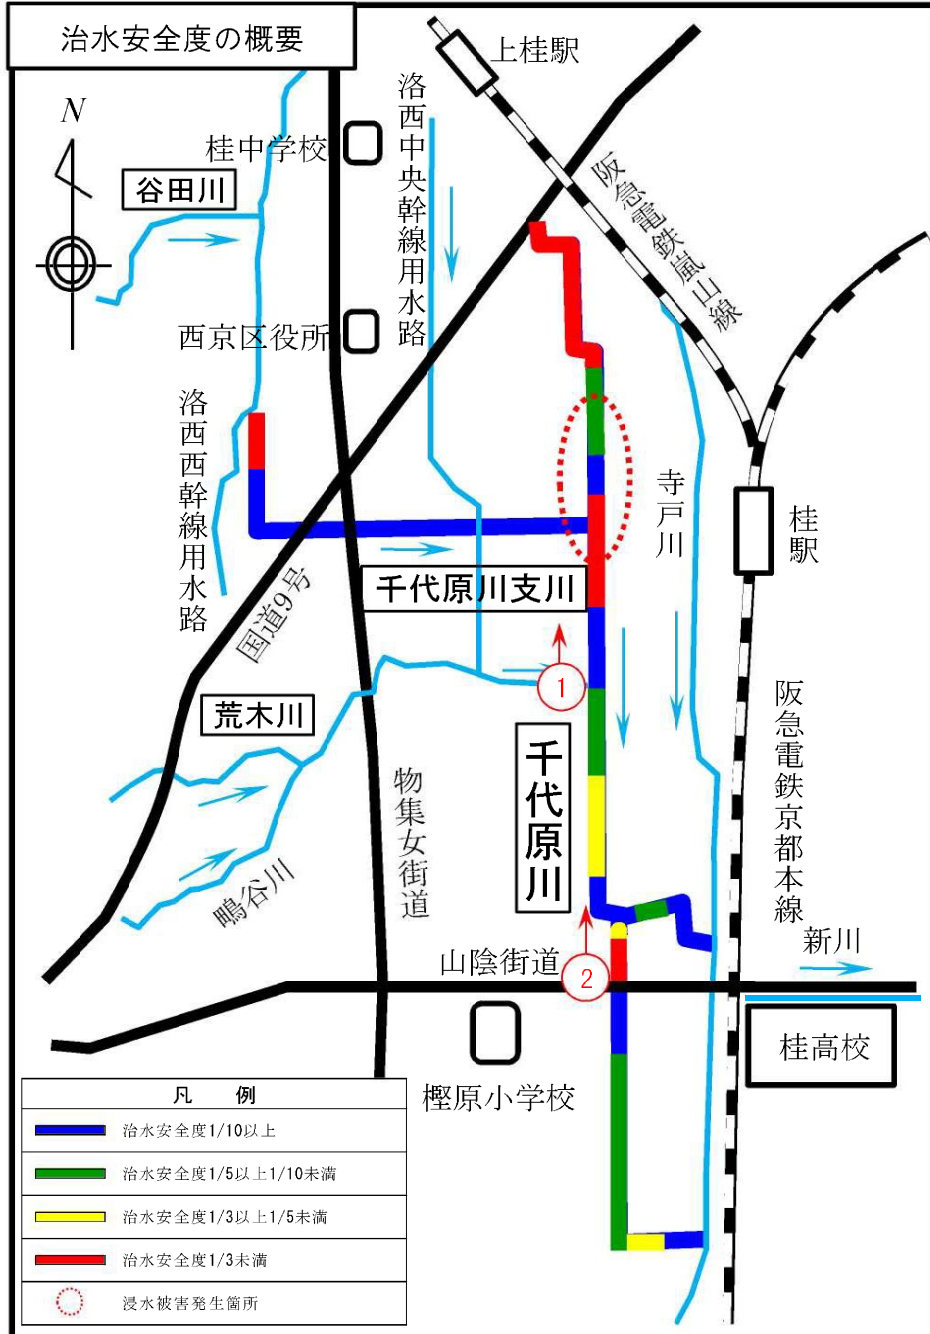 治水安全度の概要
N
上桂駅
洛西中央幹線用水路
桂中学校
谷田川
阪急電鉄嵐山線
西京区役所
洛西西幹線用水路
寺戸川
桂駅
千代原川支川
国道9号
1
荒木川
阪急電鉄京都本線
千代原川
物集女街道
鴫谷川
新川
山陰街道
2
桂高校
樫原小学校
凡 例
治水安全度1/10以上
治水安全度1/5以上1/10未満
治水安全度1/3以上1/5未満
治水安全度1/3未満
浸水被害発生箇所